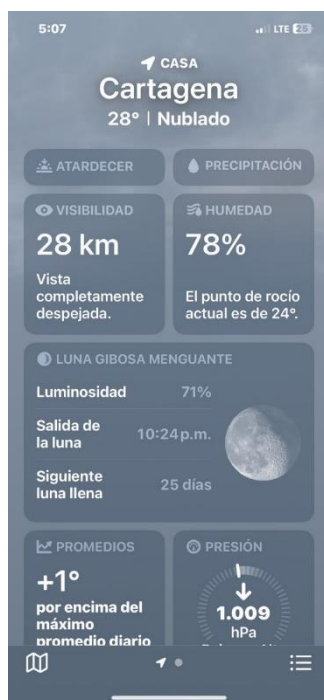 5:07
LTE 25
CASA
Cartagena
28° | Nublado
ATARDECER
PRECIPITACIÓN
VISIBILIDAD
28 km
Vista
completamente
despejada.
HUMEDAD
78%
El punto de rocío
actual es de 24°.
LUNA GIBOSA MENGUANTE
Luminosidad 71%
Salida de
la luna 10:24 p.m.
Siguiente
luna llena 25 días
PROMEDIOS
+1°
por encima del
máximo
promedio diario
PRESIÓN
1.009
hPa